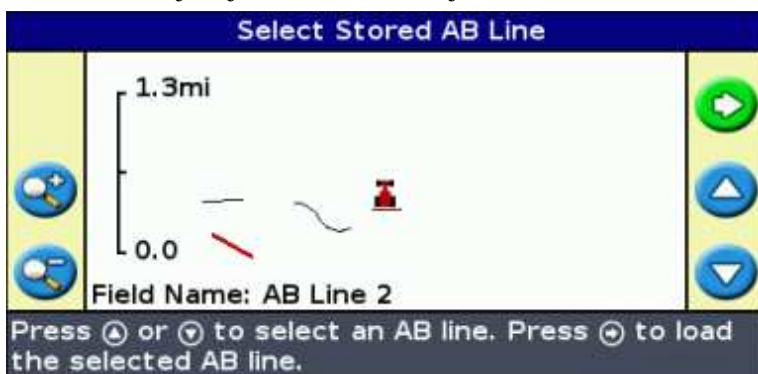 Select Stored AB Line
1.3mi
0.0
Field Name: AB Line 2
Press or to select an AB line. Press to load
the selected AB line.